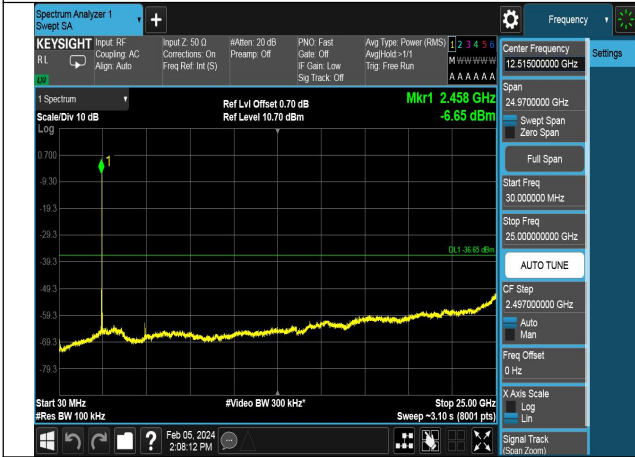 Spectrum Analyzer 1
Swept SA
Frequency
KEYSIGHT
Input: RF
Coupling: AC
Align: Auto
Input Z: 50 Ω
Corrections: On
Freq Ref: Int (S)
#Atten: 20 dB
Preamp: Off
PNO: Fast
Gate: Off
IF Gain: Low
Sig Track: Off
Avg Type: Power (RMS)
Avg|Hold >1/1
Trig: Free Run
1 2 3 4 5 6
M W W W W W
A A A A A A
RL
Settings
Center Frequency
12.515000000 GHz
Span
24.9700000 GHz
Swept Span
Zero Span
Full Span
Start Freq
30.000000 MHz
Stop Freq
25.000000000 GHz
AUTO TUNE
CF Step
2.497000000 GHz
Auto
Man
Freq Offset
0 Hz
X Axis Scale
Log
Lin
Signal Track
(Span Zoom)
1 Spectrum
Scale/Div 10 dB
Log
Ref Lvl Offset 0.70 dB
Ref Level 10.70 dBm
Mkr1 2.458 GHz
-6.65 dBm
1
0.700
-9.30
-19.3
-29.3
DL1 -36.65 dBm
-39.3
-49.3
-59.3
-69.3
-79.3
Start 30 MHz
#Res BW 100 kHz
#Video BW 300 kHz*
Stop 25.00 GHz
Sweep ~3.10 s (8001 pts)
?
Feb 05, 2024
2:08:12 PM